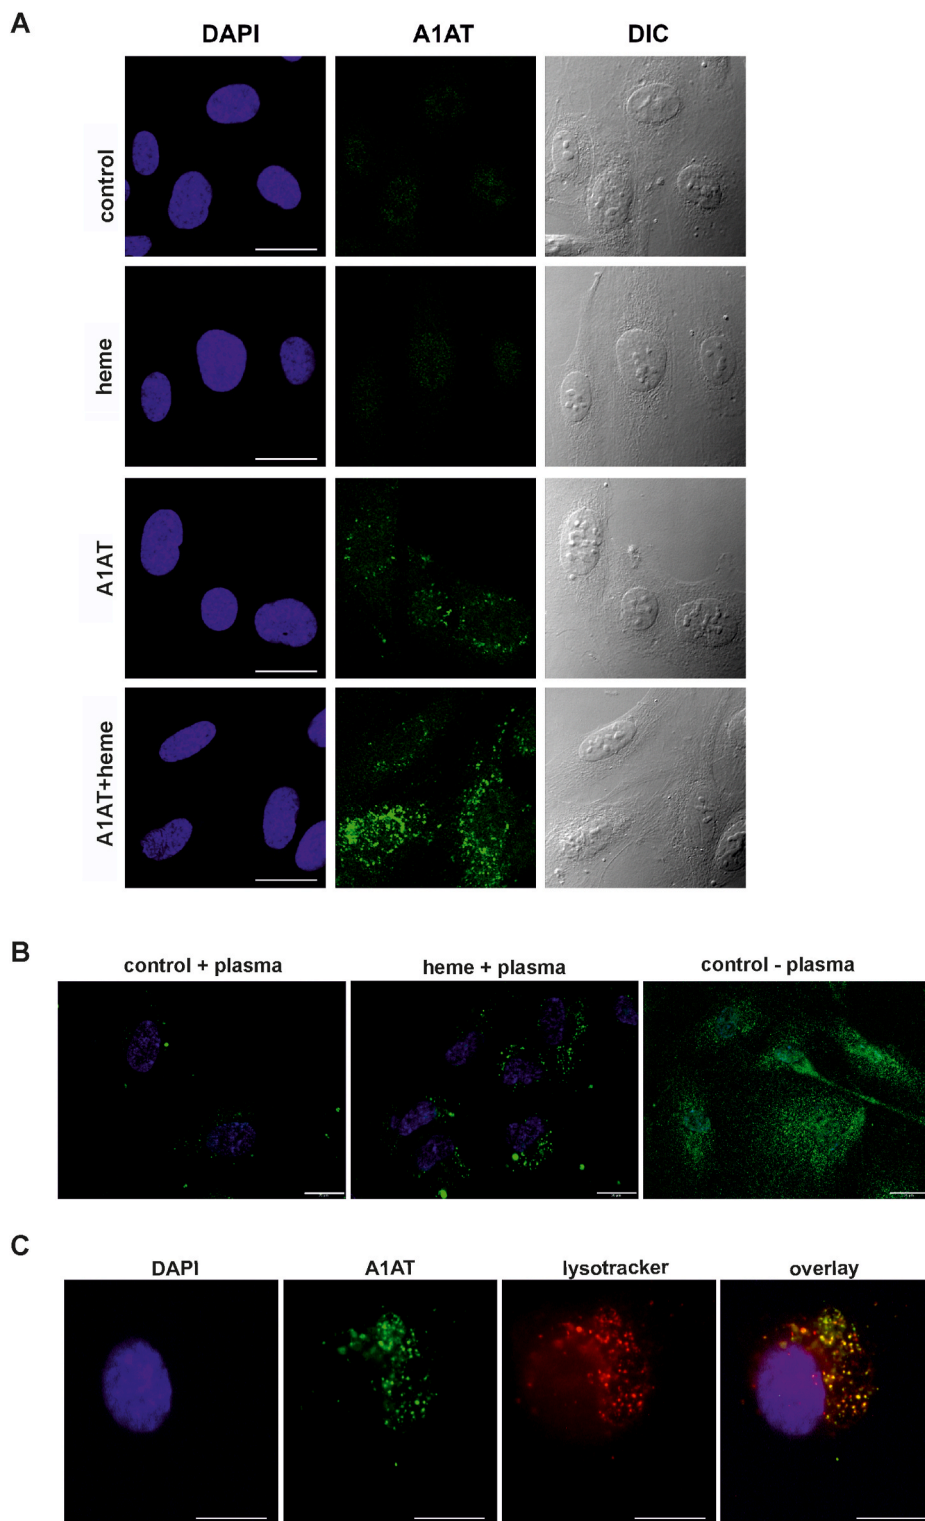 A
DAPI A1AT DIC
control
heme
A1AT
A1AT+heme
B
control + plasma heme + plasma control - plasma
C
DAPI A1AT lysotracker overlay